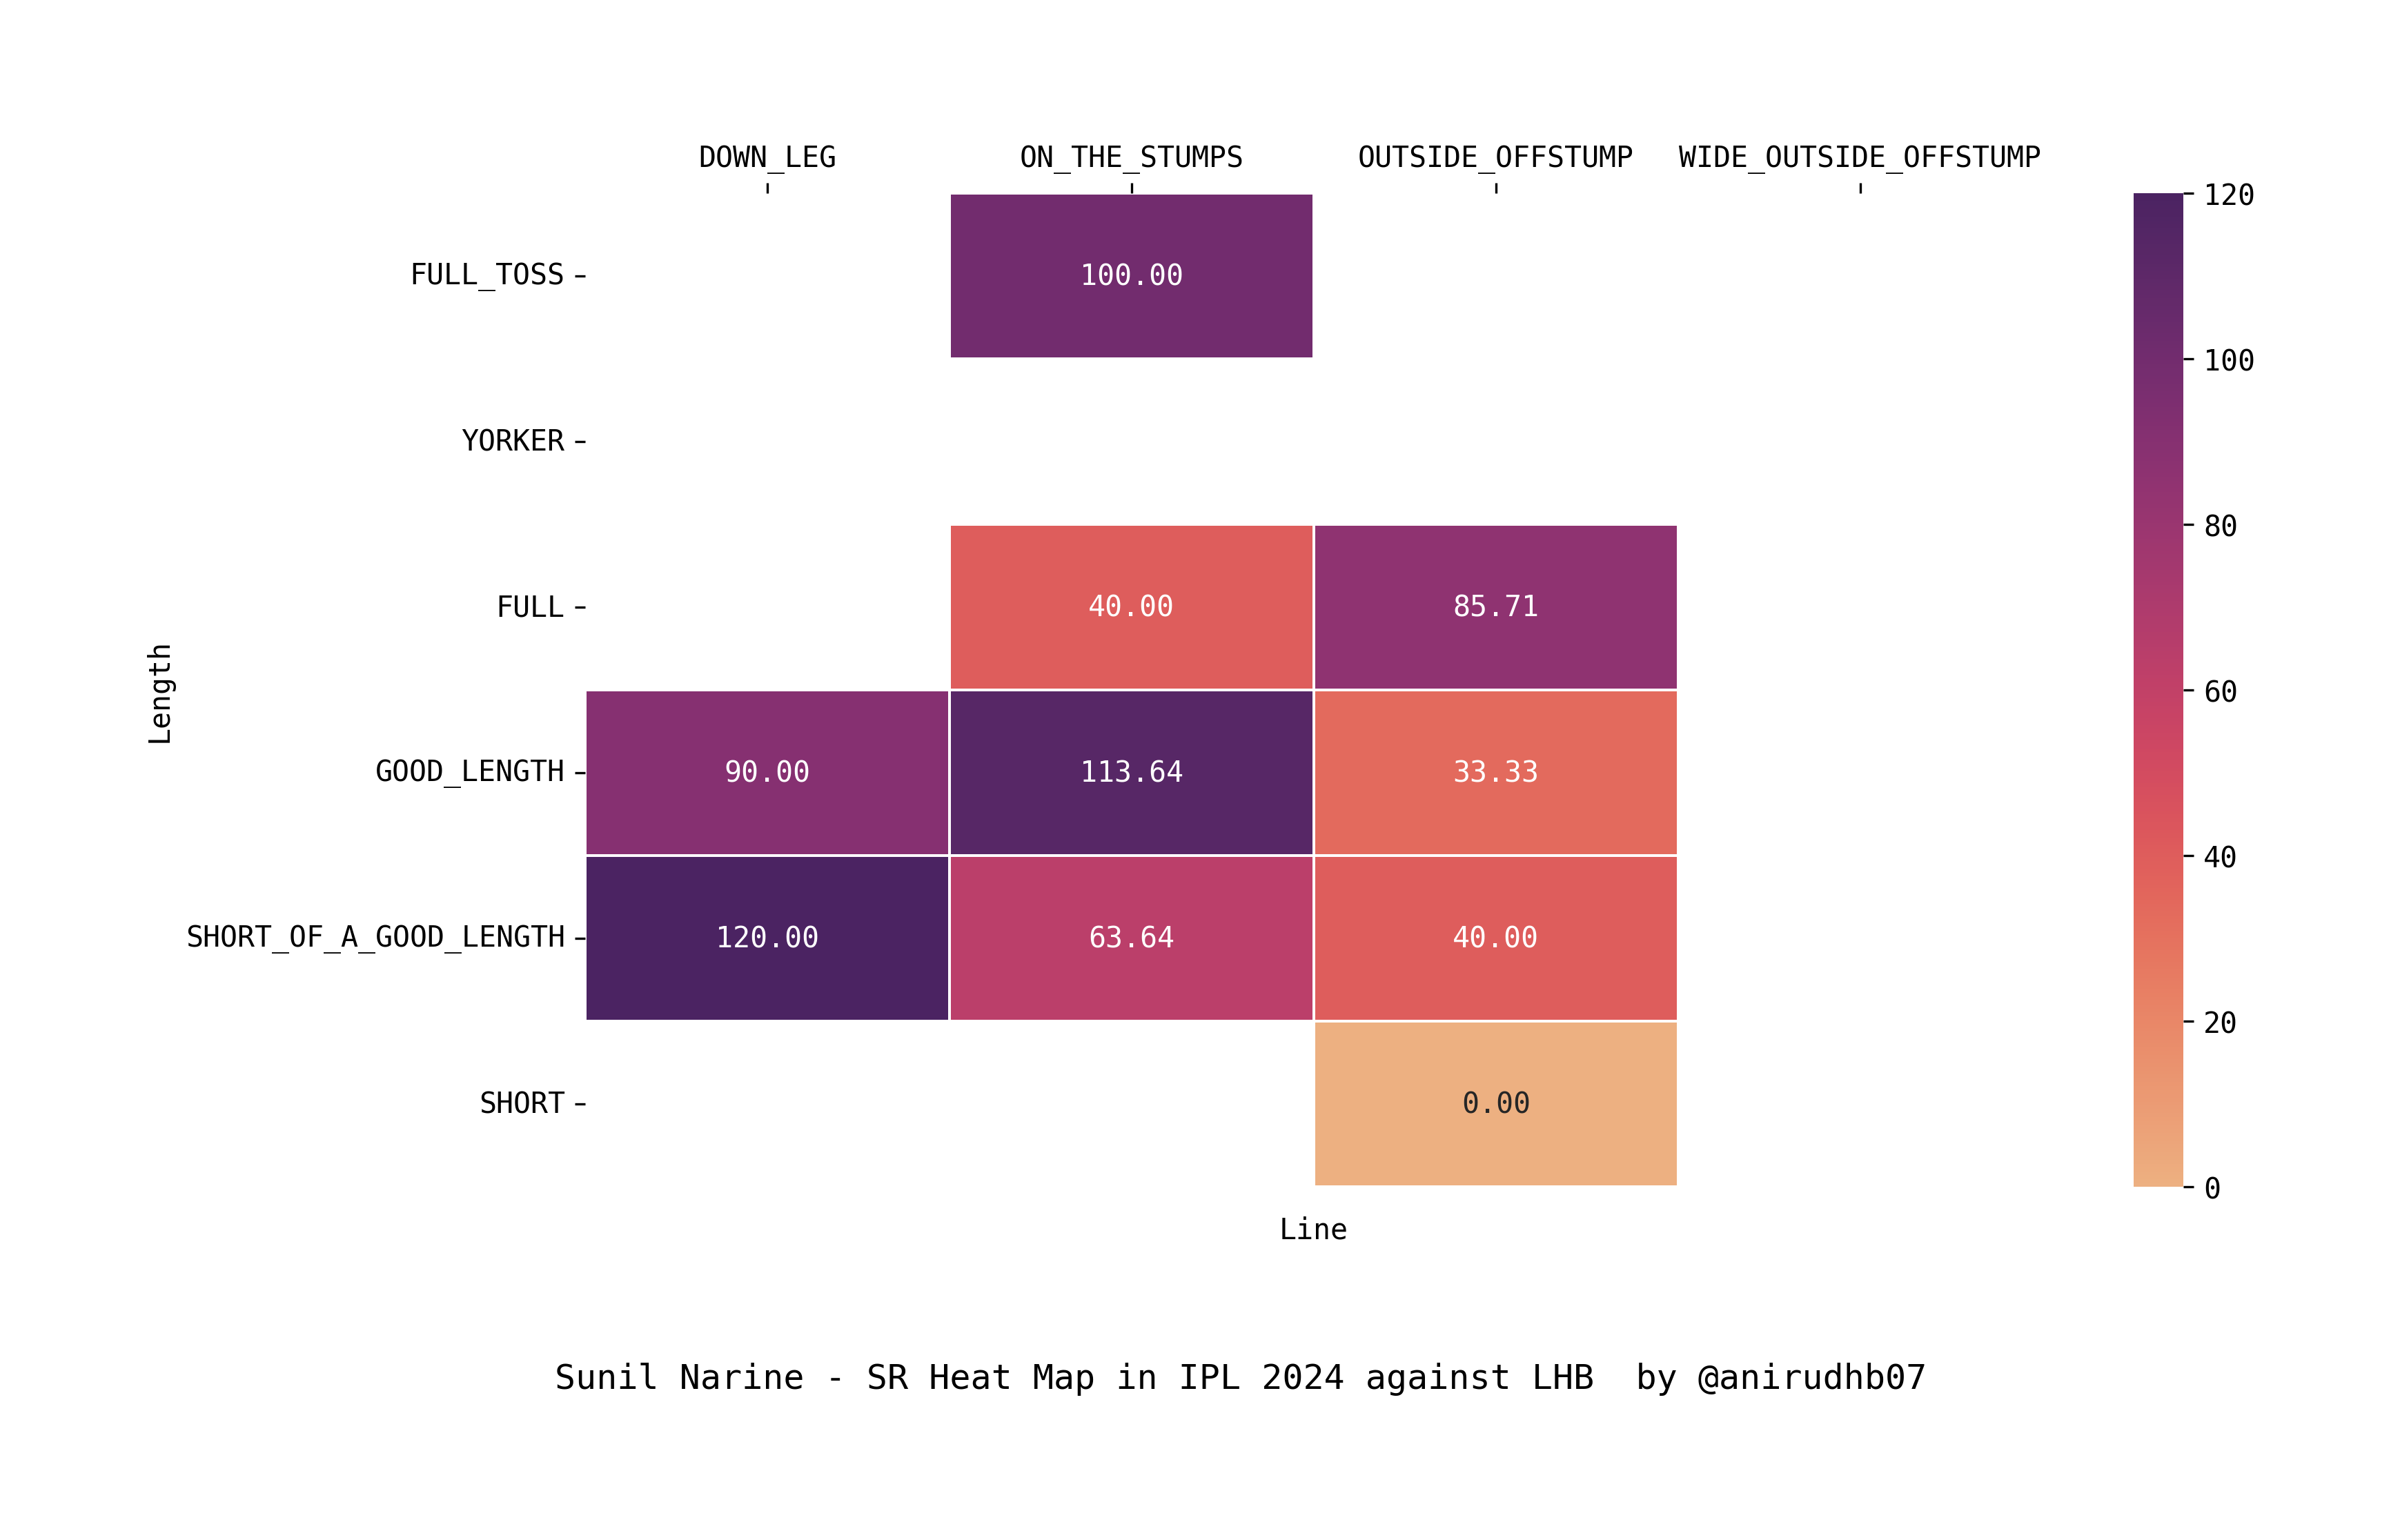 DOWN_LEG ON_THE_STUMPS OUTSIDE_OFFSTUMP WIDE_OUTSIDE_OFFSTUMP
120
FULL_TOSS 100.00
100
YORKER
80
FULL 40.00 85.71
60
Length
GOOD_LENGTH 90.00 113.64 33.33
40
SHORT_OF_A_GOOD_LENGTH 120.00 63.64 40.00
20
SHORT 0.00
0
Line
Sunil Narine - SR Heat Map in IPL 2024 against LHB  by @anirudhb07